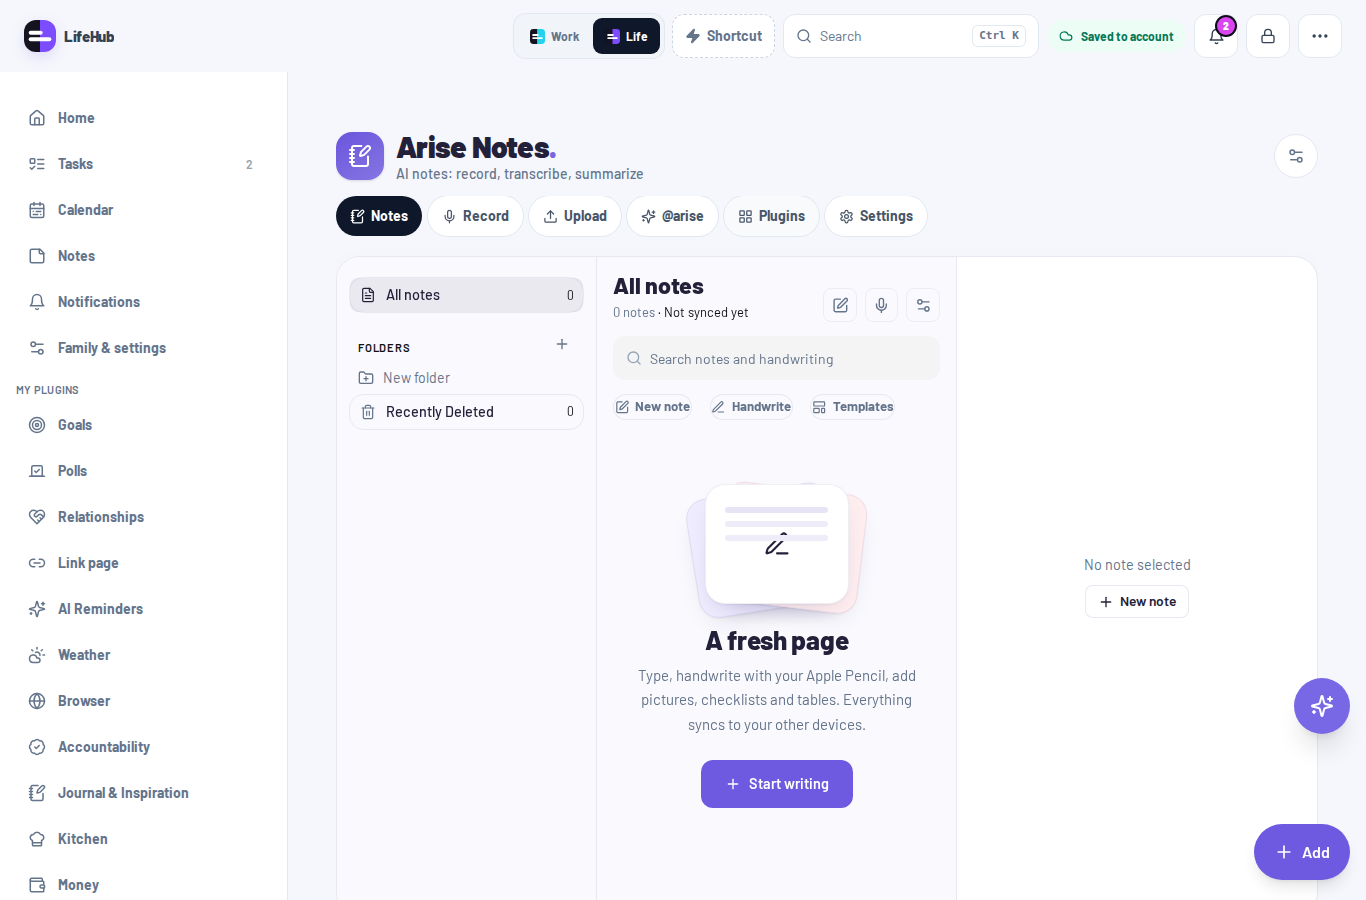 LifeHub
Work
Life
Shortcut
Search
Ctrl K
Saved to account
2
Home
Tasks
2
Calendar
Notes
Notifications
Family & settings
MY PLUGINS
Goals
Polls
Relationships
Link page
AI Reminders
Weather
Browser
Accountability
Journal & Inspiration
Kitchen
Money
Arise Notes.
AI notes: record, transcribe, summarize
Notes
Record
Upload
@arise
Plugins
Settings
All notes
0
FOLDERS
New folder
Recently Deleted
0
All notes
0 notes · Not synced yet
Search notes and handwriting
New note
Handwrite
Templates
A fresh page
Type, handwrite with your Apple Pencil, add
pictures, checklists and tables. Everything
syncs to your other devices.
Start writing
No note selected
New note
Add